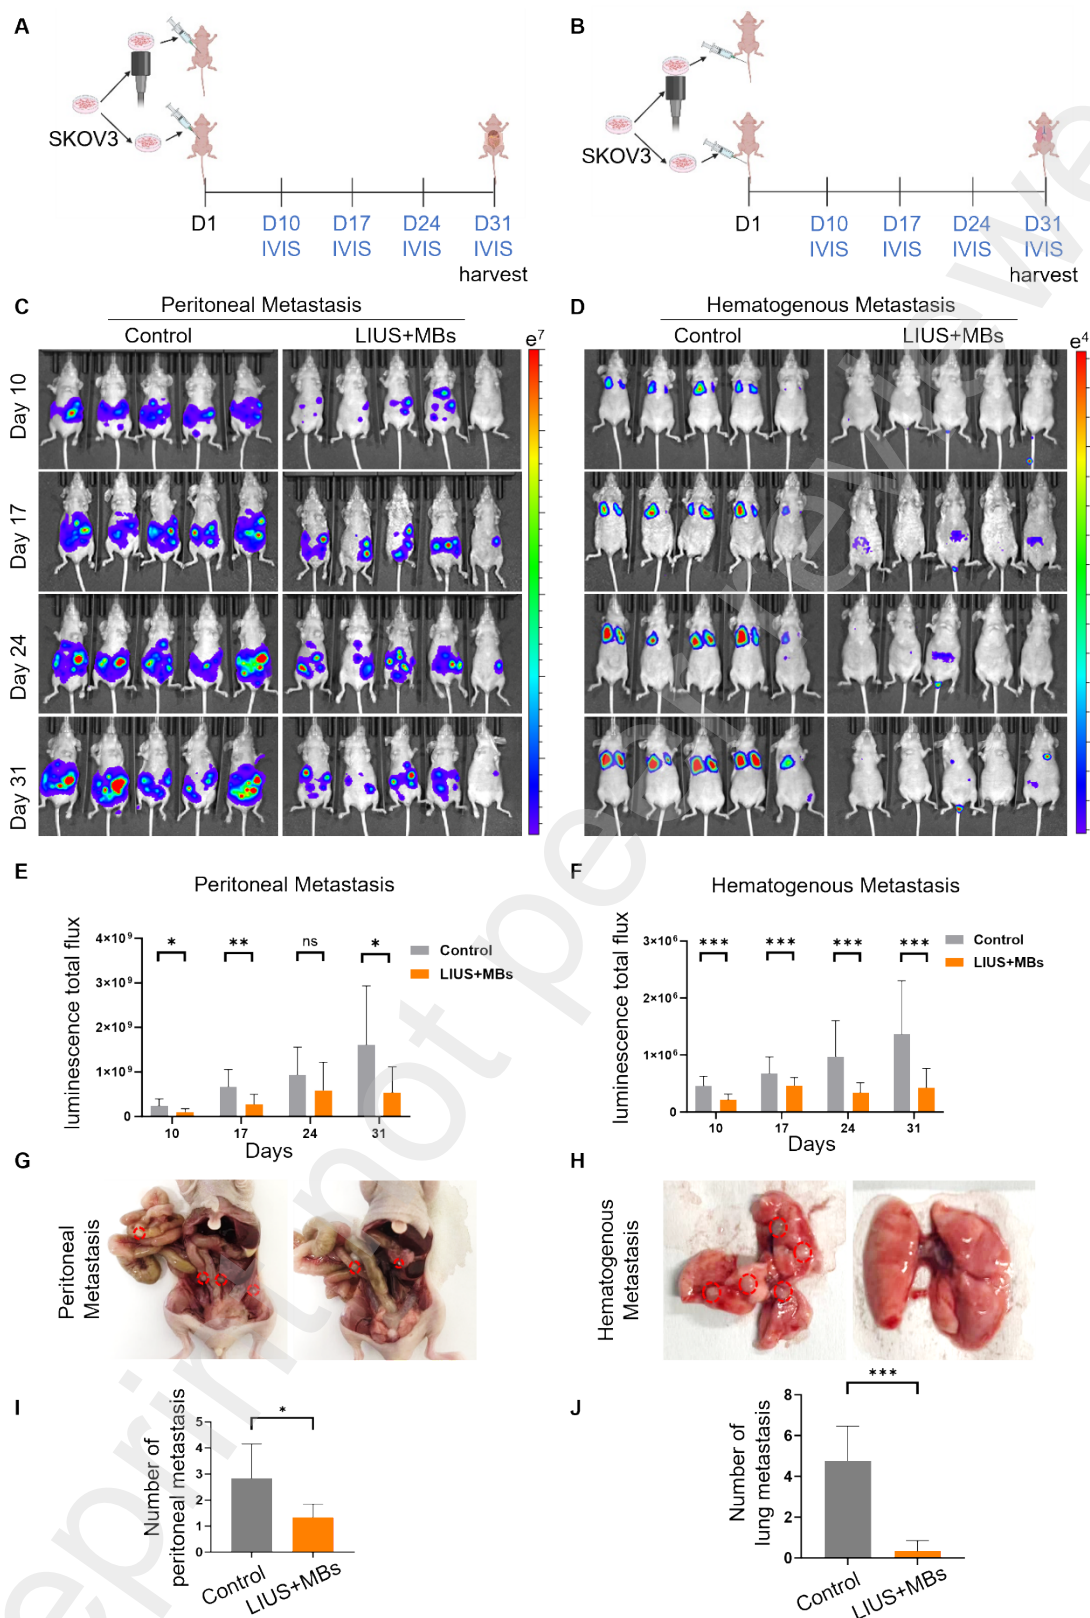 A
SKOV3
D1
D10
IVIS
D17
IVIS
D24
IVIS
D31
IVIS
harvest
B
SKOV3
D1
D10
IVIS
D17
IVIS
D24
IVIS
D31
IVIS
harvest
C
Peritoneal Metastasis
Control
LIUS+MBs
e7
Day 10
Day 17
Day 24
Day 31
D
Hematogenous Metastasis
Control
LIUS+MBs
e4
E
Peritoneal Metastasis
luminescence total flux
4×10⁹
3×10⁹
2×10⁹
1×10⁹
0
*
**
ns
*
Control
LIUS+MBs
10
17
24
31
Days
F
Hematogenous Metastasis
luminescence total flux
3×10⁶
2×10⁶
1×10⁶
0
***
***
***
***
Control
LIUS+MBs
10
17
24
31
Days
G
Peritoneal
Metastasis
H
Hematogenous
Metastasis
I
Number of
peritoneal metastasis
5
4
3
2
1
0
*
Control
LIUS+MBs
J
Number of
lung metastasis
8
6
4
2
0
***
Control
LIUS+MBs
eprint not peer reviewe